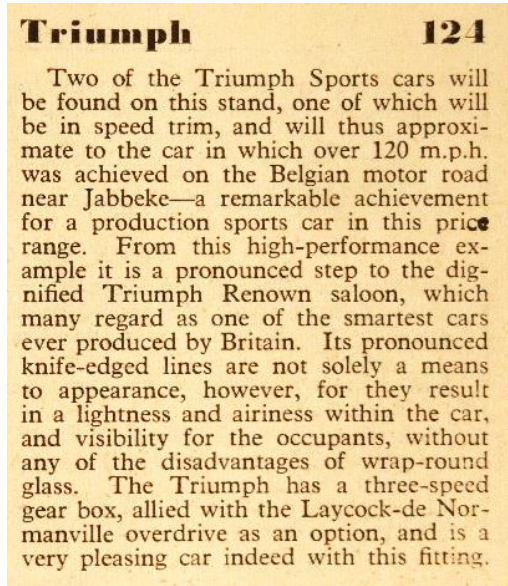 Triumph 124
Two of the Triumph Sports cars will
be found on this stand, one of which will
be in speed trim, and will thus approxi-
mate to the car in which over 120 m.p.h.
was achieved on the Belgian motor road
near Jabbeke—a remarkable achievement
for a production sports car in this price
range. From this high-performance ex-
ample it is a pronounced step to the dig-
nified Triumph Renown saloon, which
many regard as one of the smartest cars
ever produced by Britain. Its pronounced
knife-edged lines are not solely a means
to appearance, however, for they result
in a lightness and airiness within the car,
and visibility for the occupants, without
any of the disadvantages of wrap-round
glass. The Triumph has a three-speed
gear box, allied with the Laycock-de Nor-
manville overdrive as an option, and is a
very pleasing car indeed with this fitting.